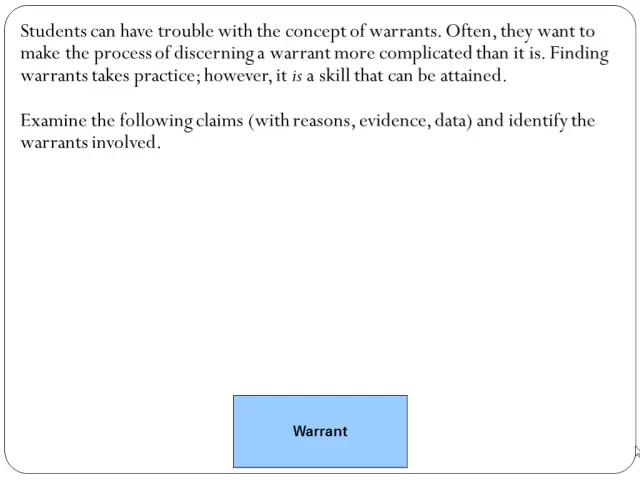 Students can have trouble with the concept of warrants. Often, they want to
make the process of discerning a warrant more complicated than it is. Finding
warrants takes practice; however, it is a skill that can be attained.
Examine the following claims (with reasons, evidence, data) and identify the
warrants involved.
Warrant